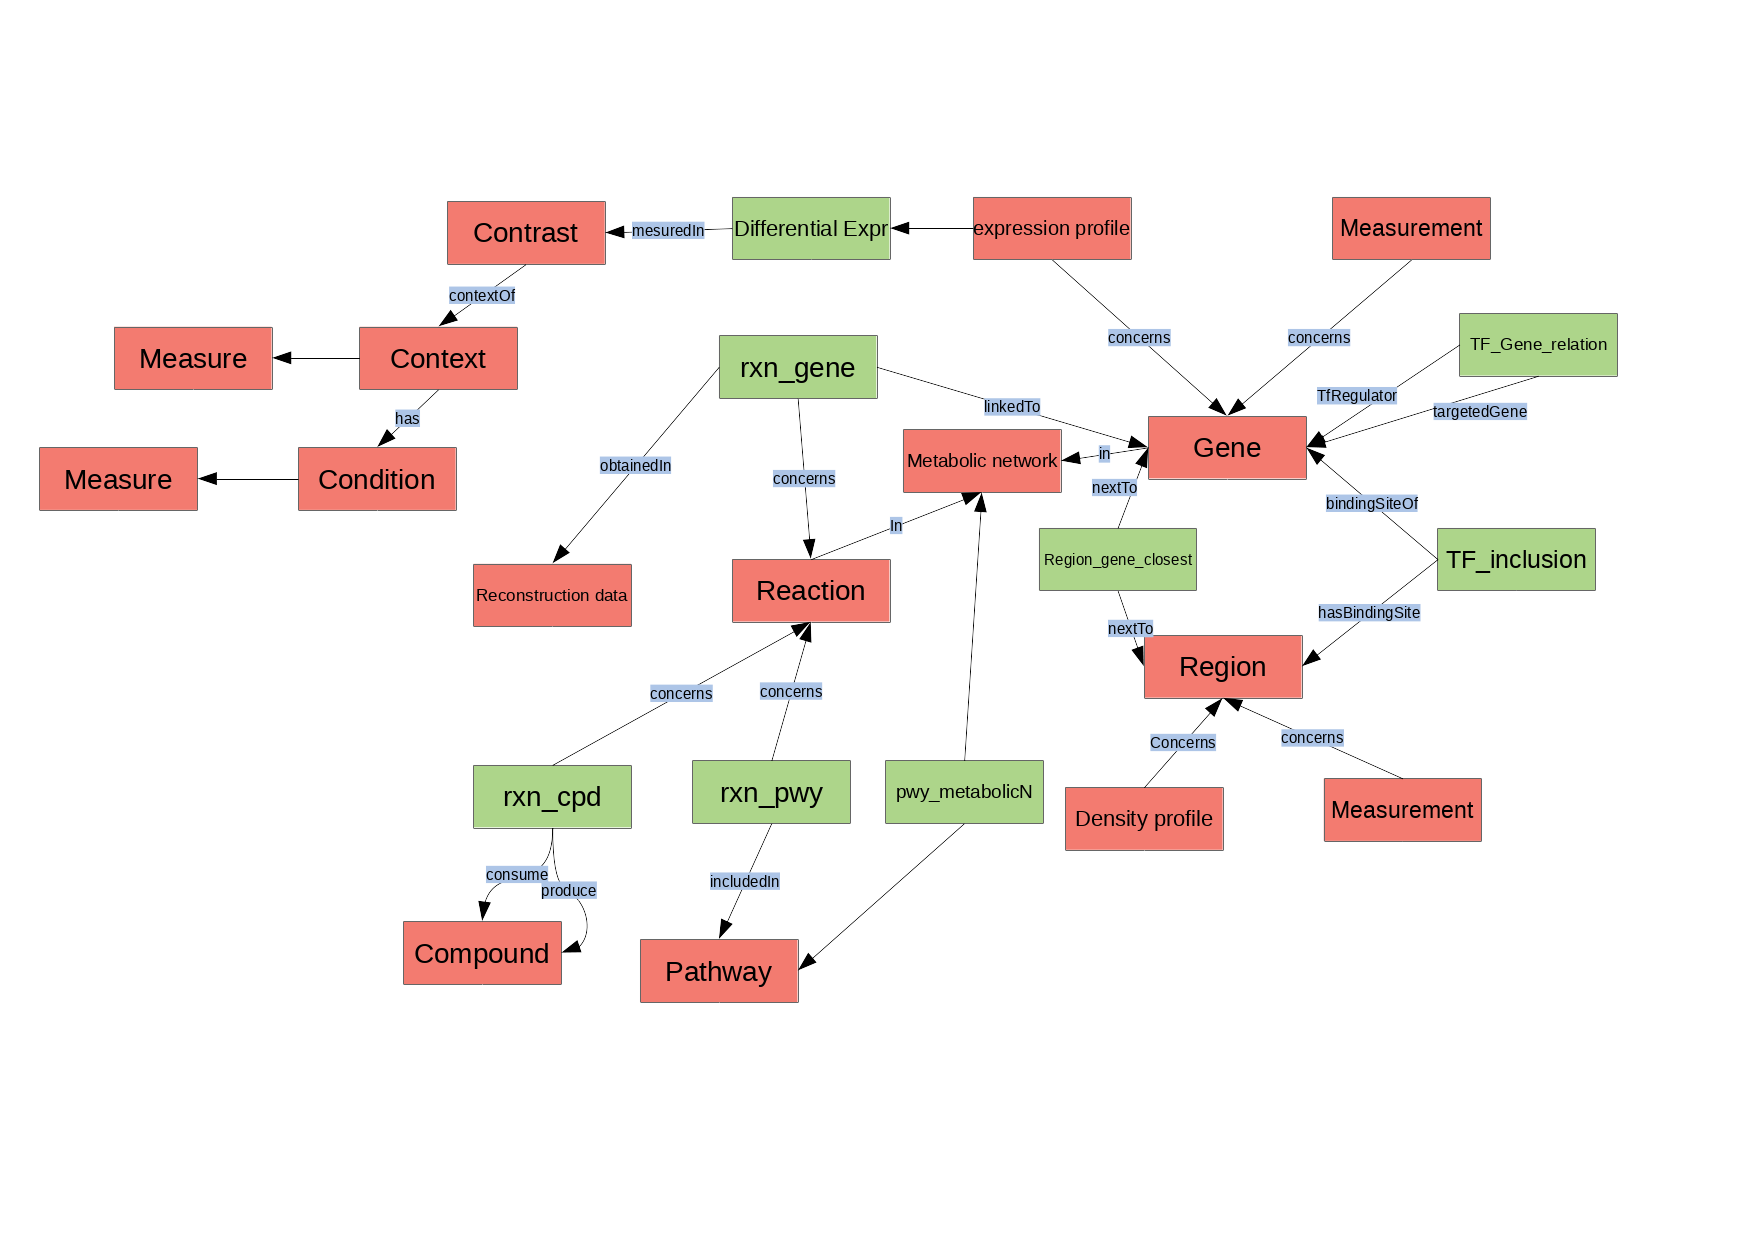 Contrast
mesuredIn
Differential Expr
expression profile
Measurement
contextOf
Measure
Context
has
Measure
Condition
rxn_gene
concerns
concerns
TF_Gene_relation
TfRegulator
targetedGene
linkedTo
Gene
in
Metabolic network
obtainedIn
concerns
nextTo
bindingSiteOf
In
Region_gene_closest
TF_inclusion
Reconstruction data
Reaction
hasBindingSite
nextTo
Region
concerns
concerns
Concerns
concerns
rxn_cpd
rxn_pwy
pwy_metabolicN
Density profile
Measurement
consume
produce
includedIn
Compound
Pathway